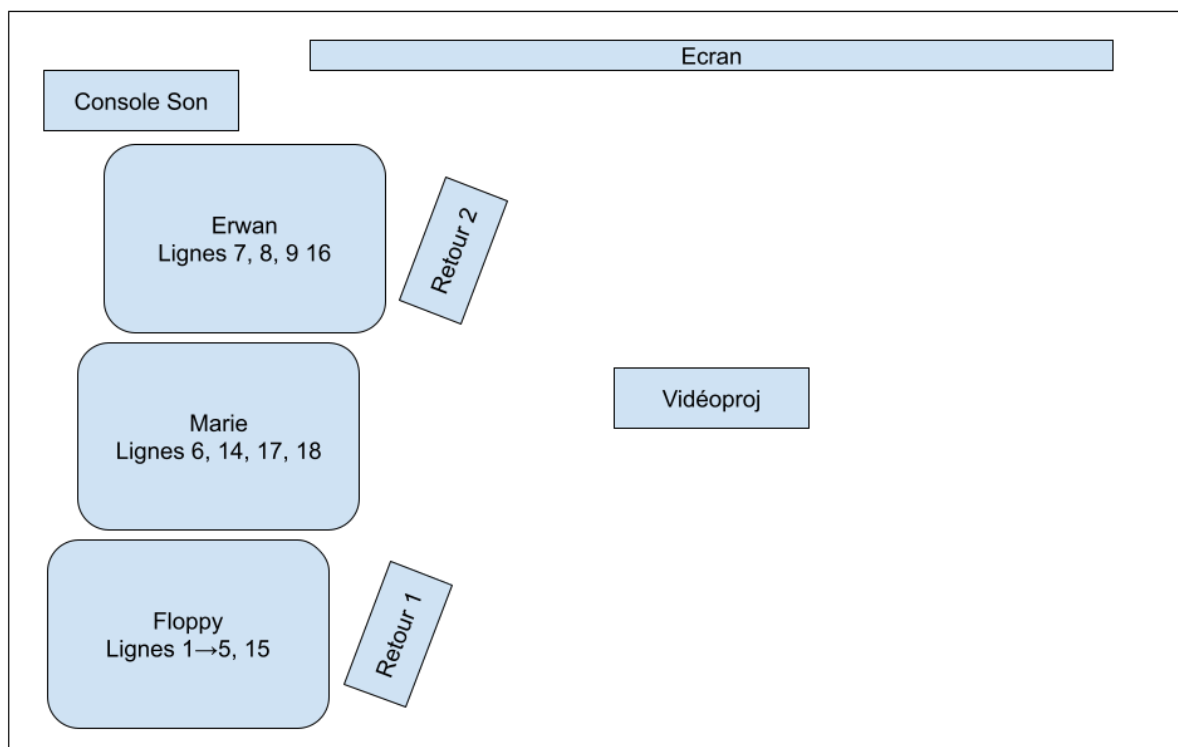 Ecran
Console Son
Erwan
Lignes 7, 8, 9 16
Retour 2
Marie
Lignes 6, 14, 17, 18
Vidéoproj
Floppy
Lignes 1→5, 15
Retour 1